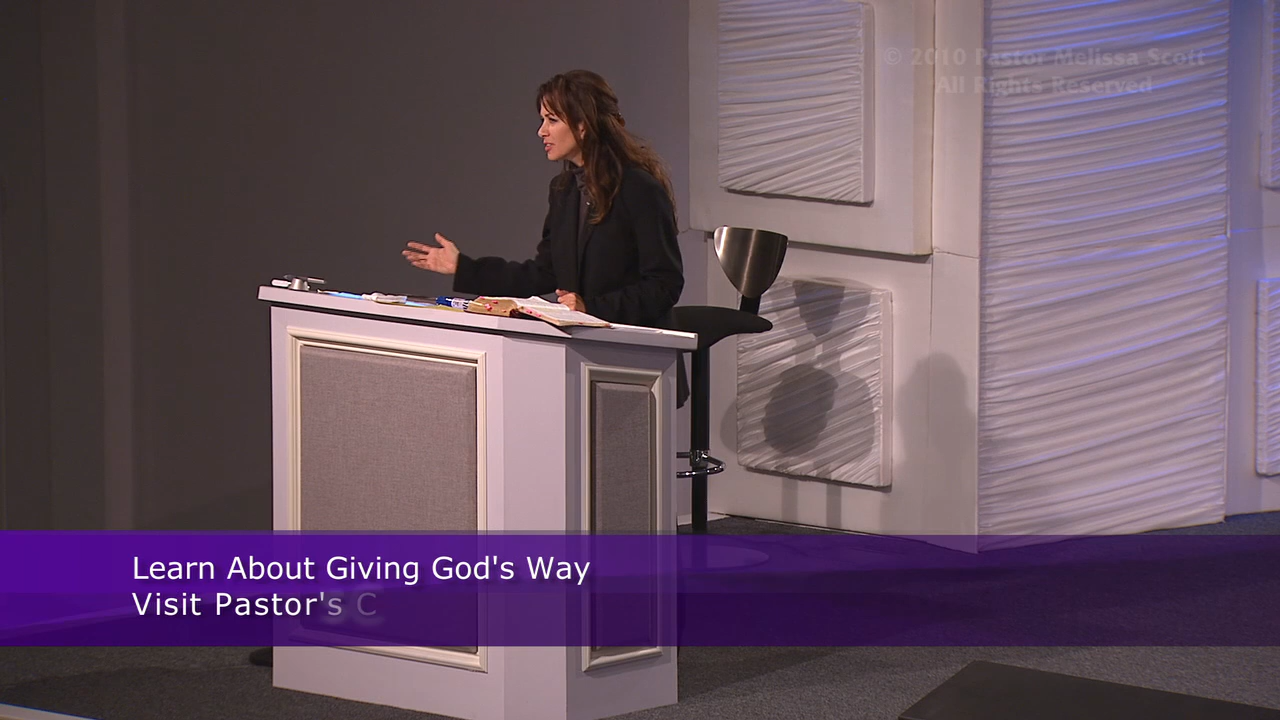 © 2010 Pastor Melissa Scott
All Rights Reserved
Learn About Giving God's Way
Visit Pastor's C